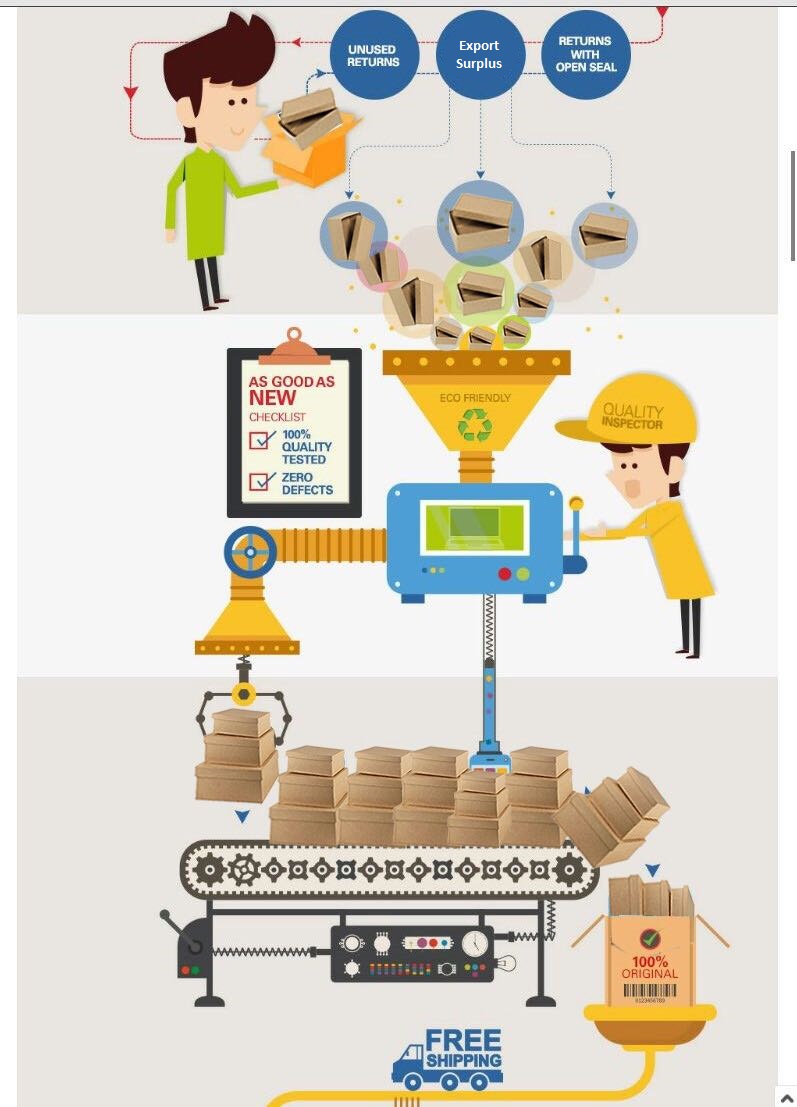 UNUSED
RETURNS
Export
Surplus
RETURNS
WITH
OPEN SEAL
AS GOOD AS
NEW
CHECKLIST
100%
QUALITY
TESTED
ZERO
DEFECTS
ECO FRIENDLY
QUALITY
INSPECTOR
100%
ORIGINAL
0123456789
FREE
SHIPPING